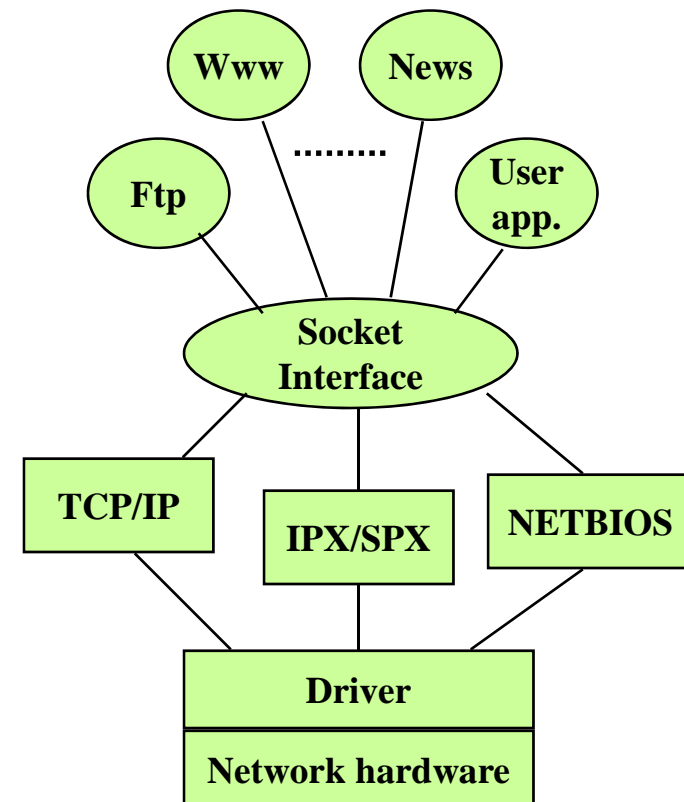 Www
News
Ftp
User
app.
Socket
Interface
TCP/IP
IPX/SPX
NETBIOS
Driver
Network hardware